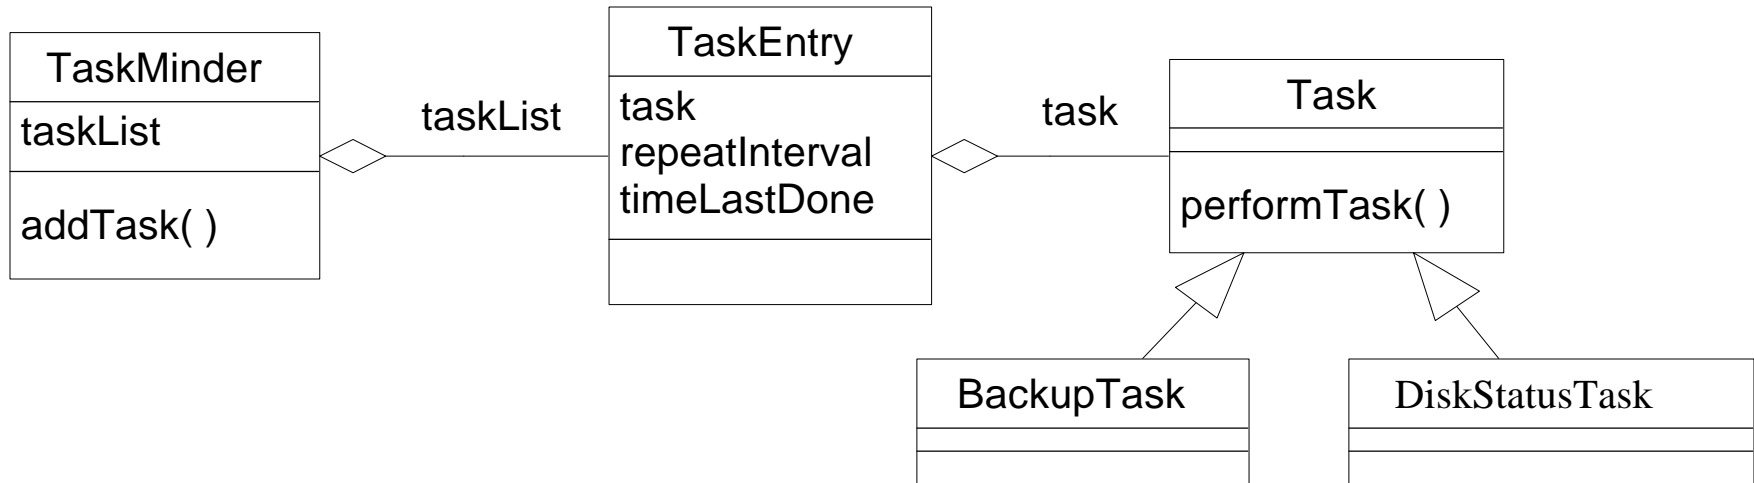 TaskMinder
taskList
addTask( )
taskList
TaskEntry
task
repeatInterval
timeLastDone
task
Task
performTask( )
BackupTask
DiskStatusTask